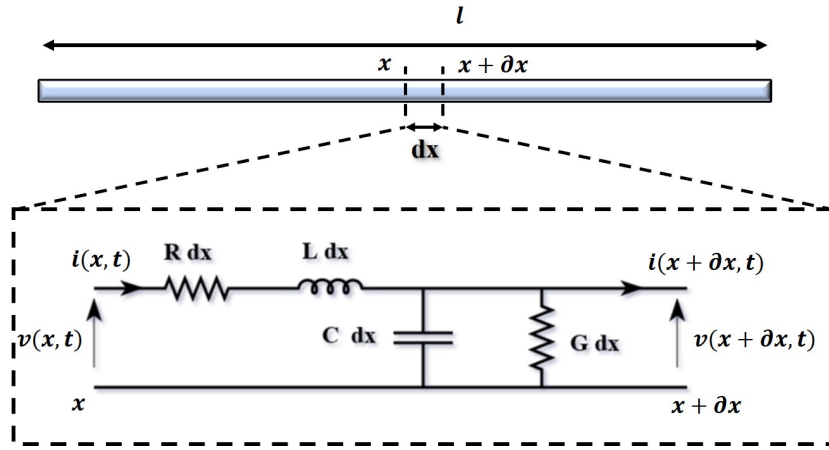 l
x x + ∂x
dx
i(x, t) R dx L dx i(x + ∂x, t)
v(x, t) C dx G dx v(x + ∂x, t)
x x + ∂x